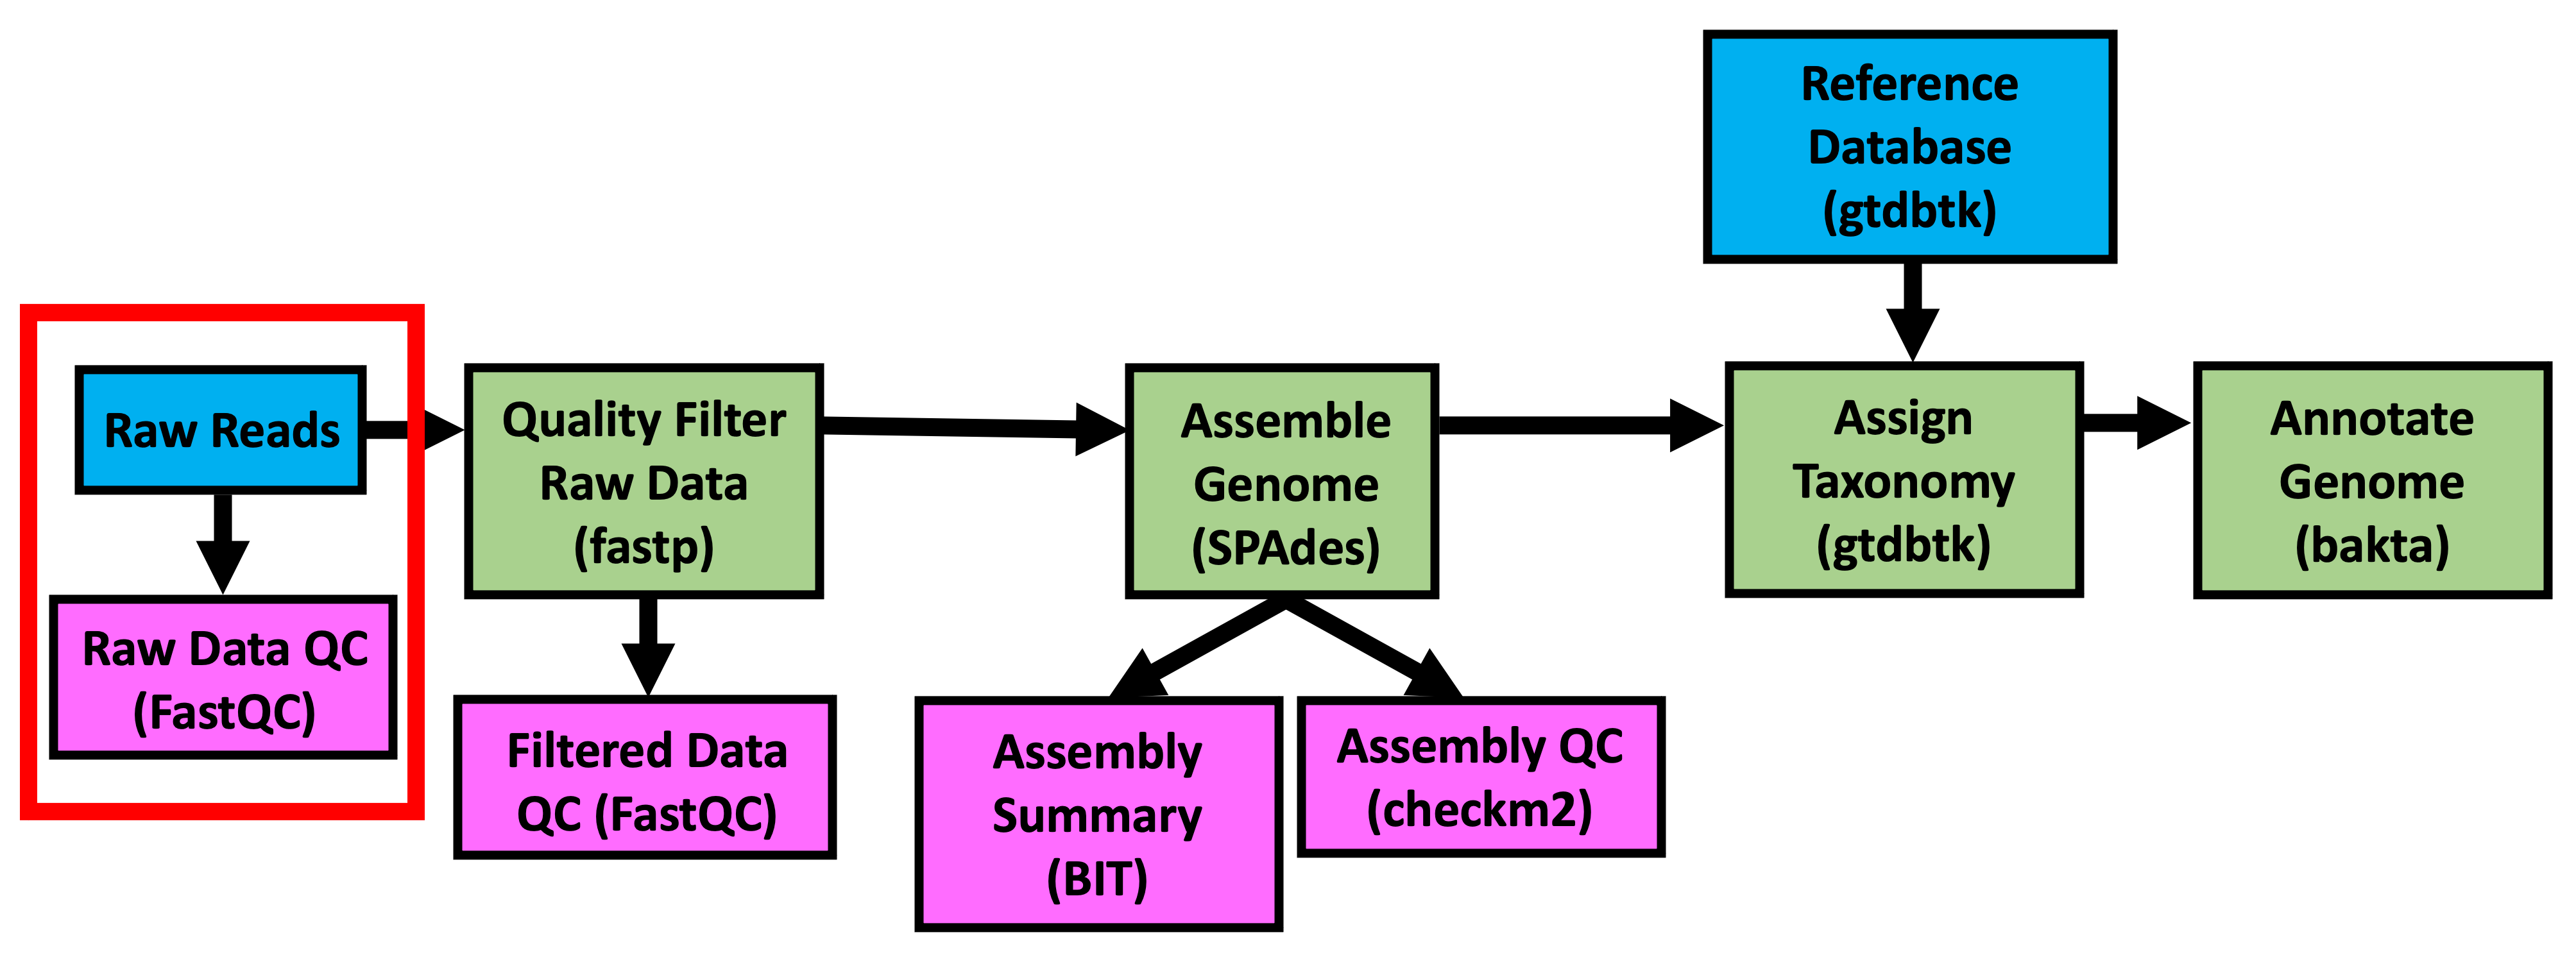 Reference
Database
(gtdbtk)
Raw Reads
Raw Data QC
(FastQC)
Quality Filter
Raw Data
(fastp)
Filtered Data
QC (FastQC)
Assemble
Genome
(SPAdes)
Assembly
Summary
(BIT)
Assembly QC
(checkm2)
Assign
Taxonomy
(gtdbtk)
Annotate
Genome
(bakta)